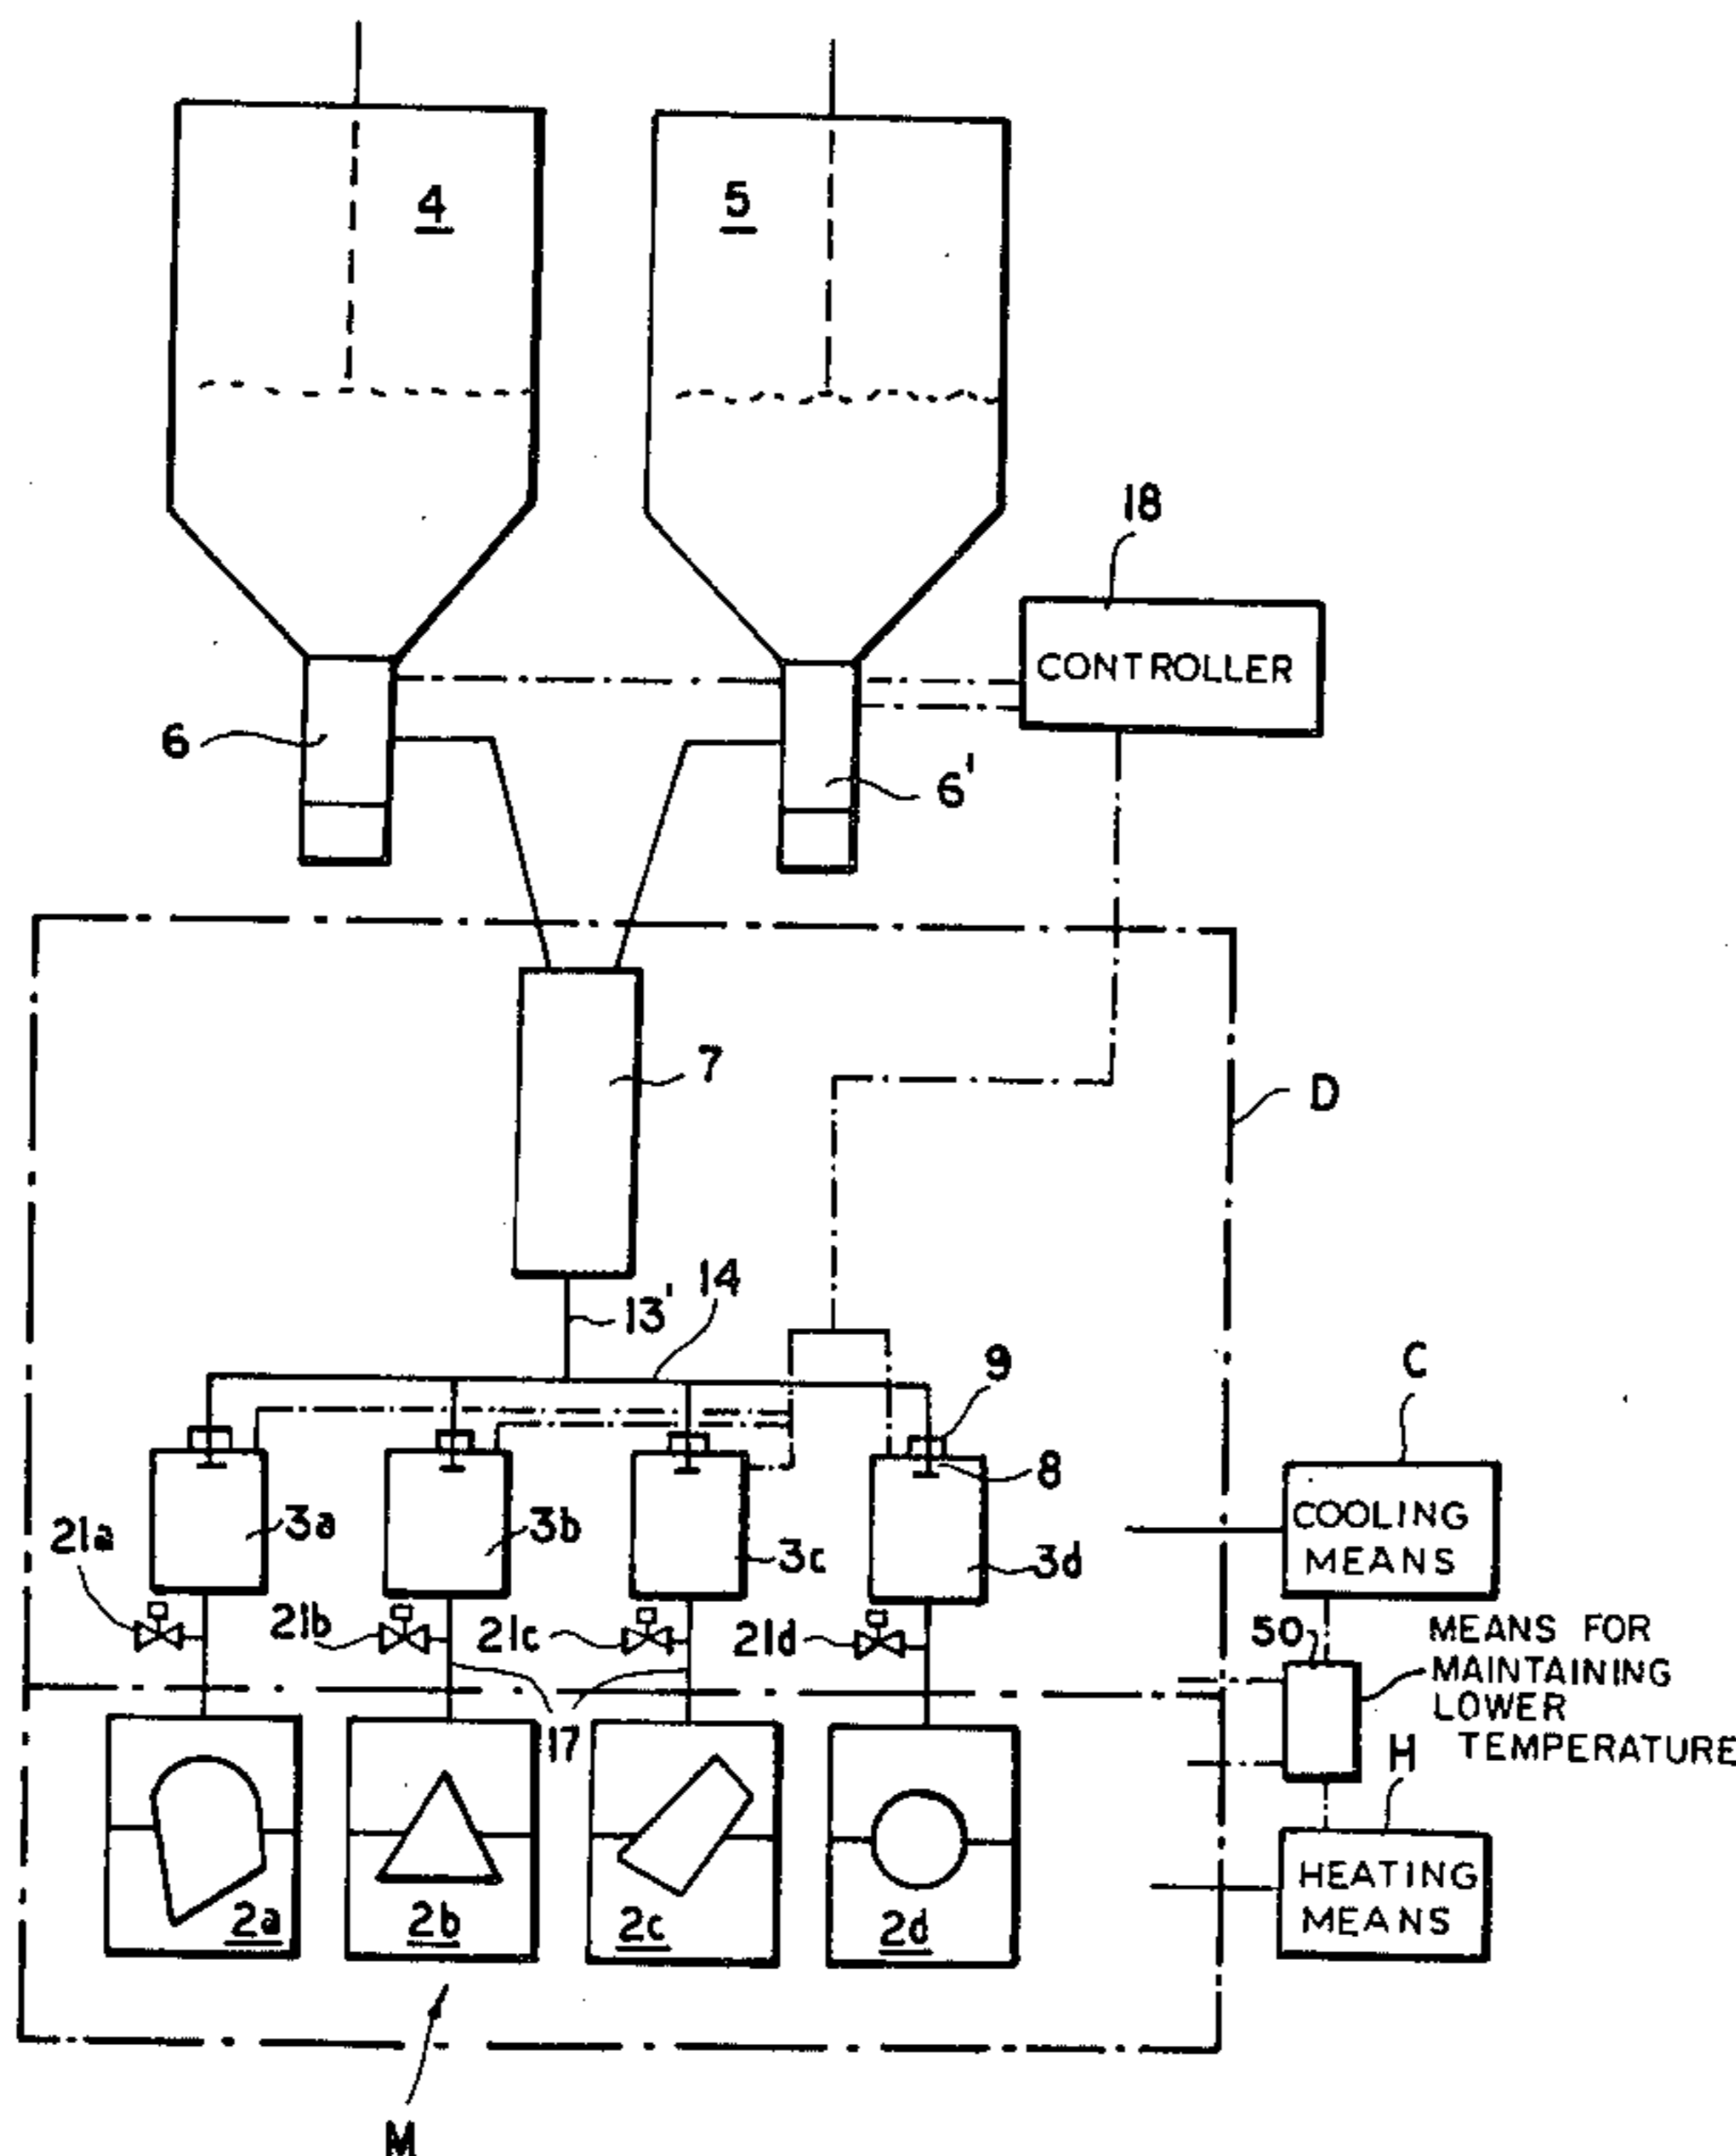 4
5
18
CONTROLLER
6
6'
7
D
13'
14
9
C
8
3a
3b
3c
3d
COOLING
MEANS
21a
21b
21c
21d
50
MEANS FOR
MAINTAINING
LOWER
TEMPERATURE
17
H
HEATING
MEANS
2a
2b
2c
2d
M